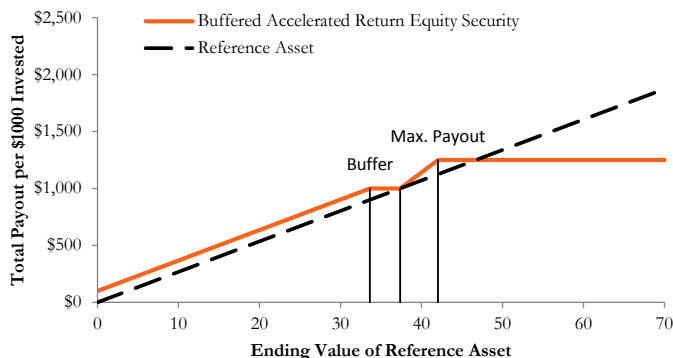 Buffered Accelerated Return Equity Security
Reference Asset
Total Payout per $1000 Invested
$2,500
$2,000
$1,500
$1,000
$500
$0
Max. Payout
Buffer
0 10 20 30 40 50 60 70
Ending Value of Reference Asset